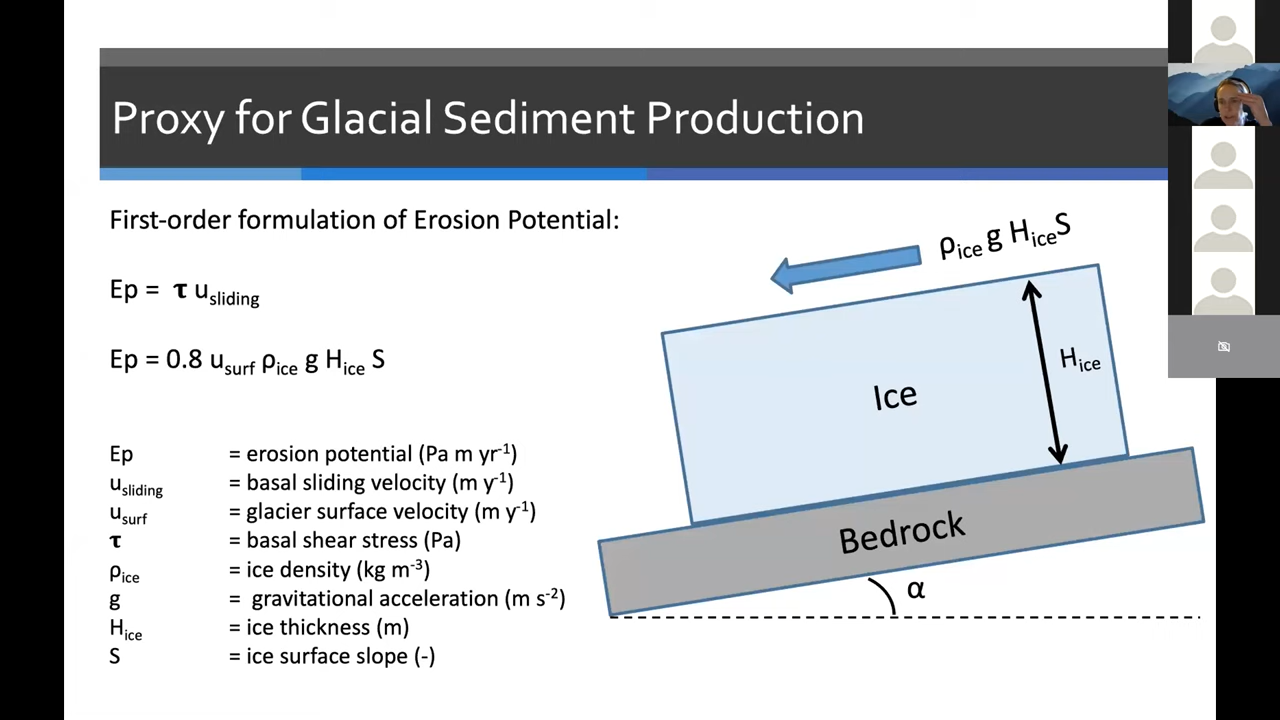 Proxy for Glacial Sediment Production
First-order formulation of Erosion Potential:
Ep = τ u_sliding
Ep = 0.8 u_surf ρ_ice g H_ice S
Ep = erosion potential (Pa m yr⁻¹)
u_sliding = basal sliding velocity (m y⁻¹)
u_surf = glacier surface velocity (m y⁻¹)
τ = basal shear stress (Pa)
ρ_ice = ice density (kg m⁻³)
g = gravitational acceleration (m s⁻²)
H_ice = ice thickness (m)
S = ice surface slope (-)
ρ_ice g H_ice S
H_ice
Ice
Bedrock
α